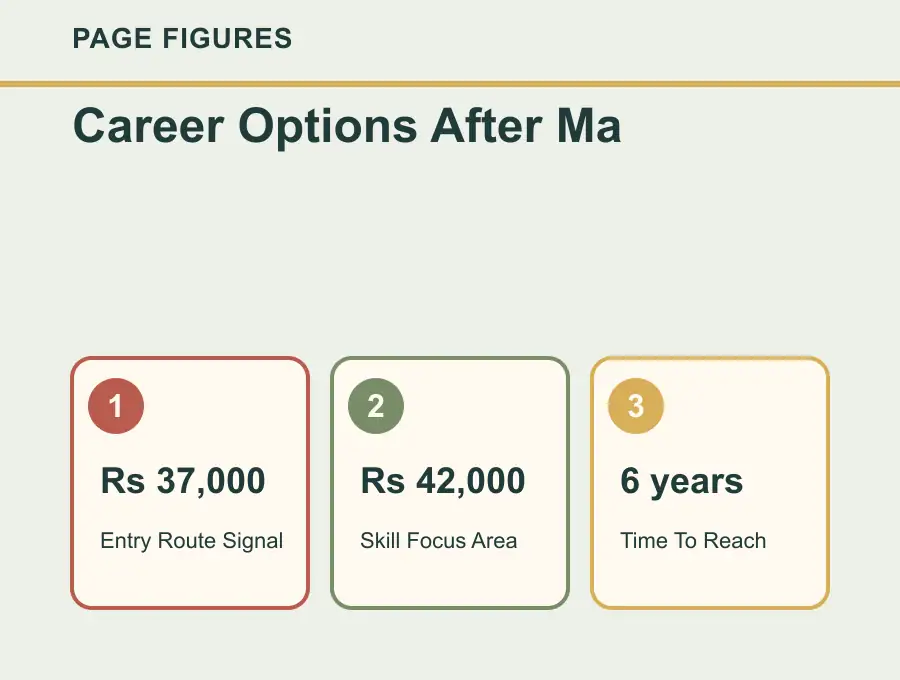 PAGE FIGURES
Career Options After Ma
1
Rs 37,000
Entry Route Signal
2
Rs 42,000
Skill Focus Area
3
6 years
Time To Reach